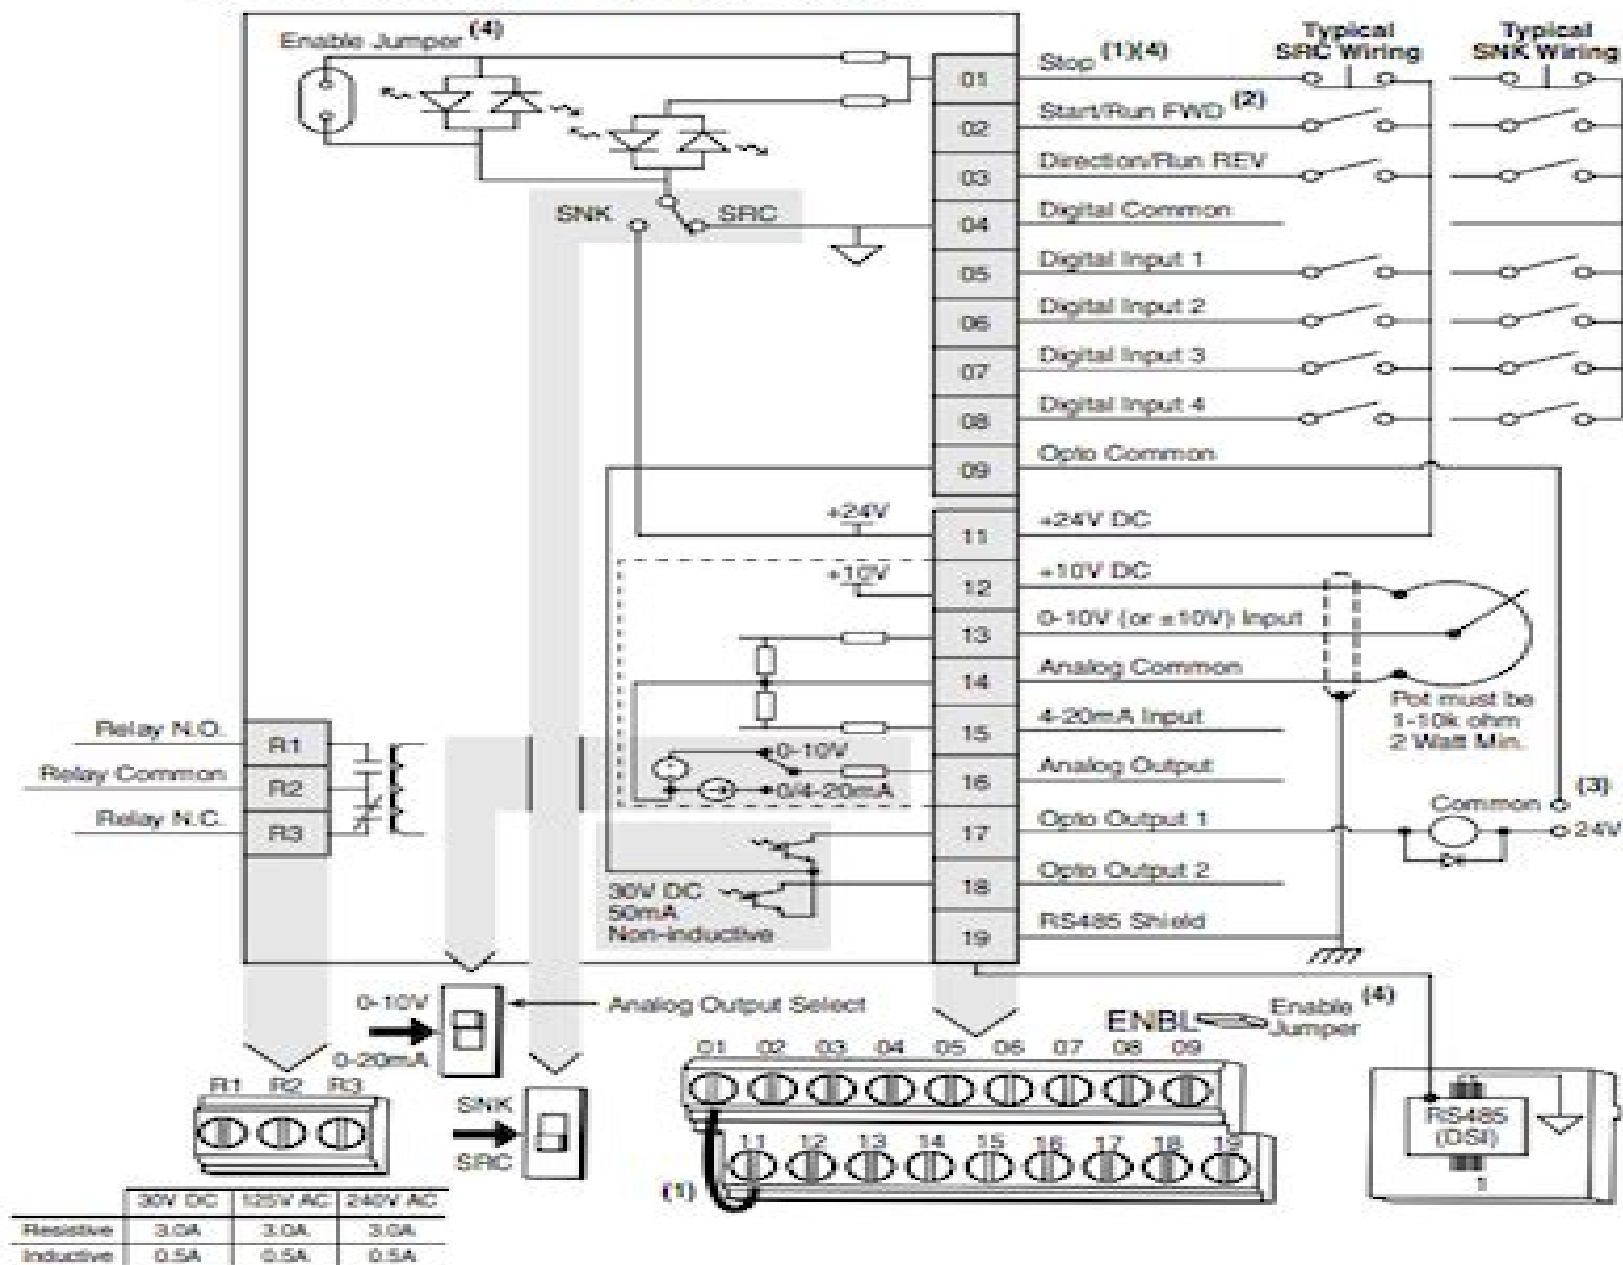 Enable Jumper (4)
Typical
SRC Wiring
Typical
SNK Wiring
01
Stop (1)(4)
02
Start/Run FWD (2)
03
Direction/Run REV
SNK
SRC
04
Digital Common
05
Digital Input 1
06
Digital Input 2
07
Digital Input 3
08
Digital Input 4
09
Opto Common
+24V
11
+24V DC
+10V
12
+10V DC
13
0-10V (or ±10V) Input
14
Analog Common
Pot must be
1-10k ohm
2 Watt Min.
15
4-20mA Input
0-10V
16
Analog Output
0/4-20mA
Relay N.O.
R1
Relay Common
R2
Relay N.C.
R3
Common
(3)
24V
17
Opto Output 1
18
Opto Output 2
30V DC
50mA
Non-inductive
19
RS485 Shield
0-10V
0-20mA
Analog Output Select
ENBL
Enable (4)
Jumper
01 02 03 04 05 06 07 08 09
R1 R2 R3
SNK
SRC
11 12 13 14 15 16 17 18 19
(1)
RS485
(DSI)
1
30V DC 125V AC 240V AC
Resistive 3.0A 3.0A 3.0A
Inductive 0.5A 0.5A 0.5A